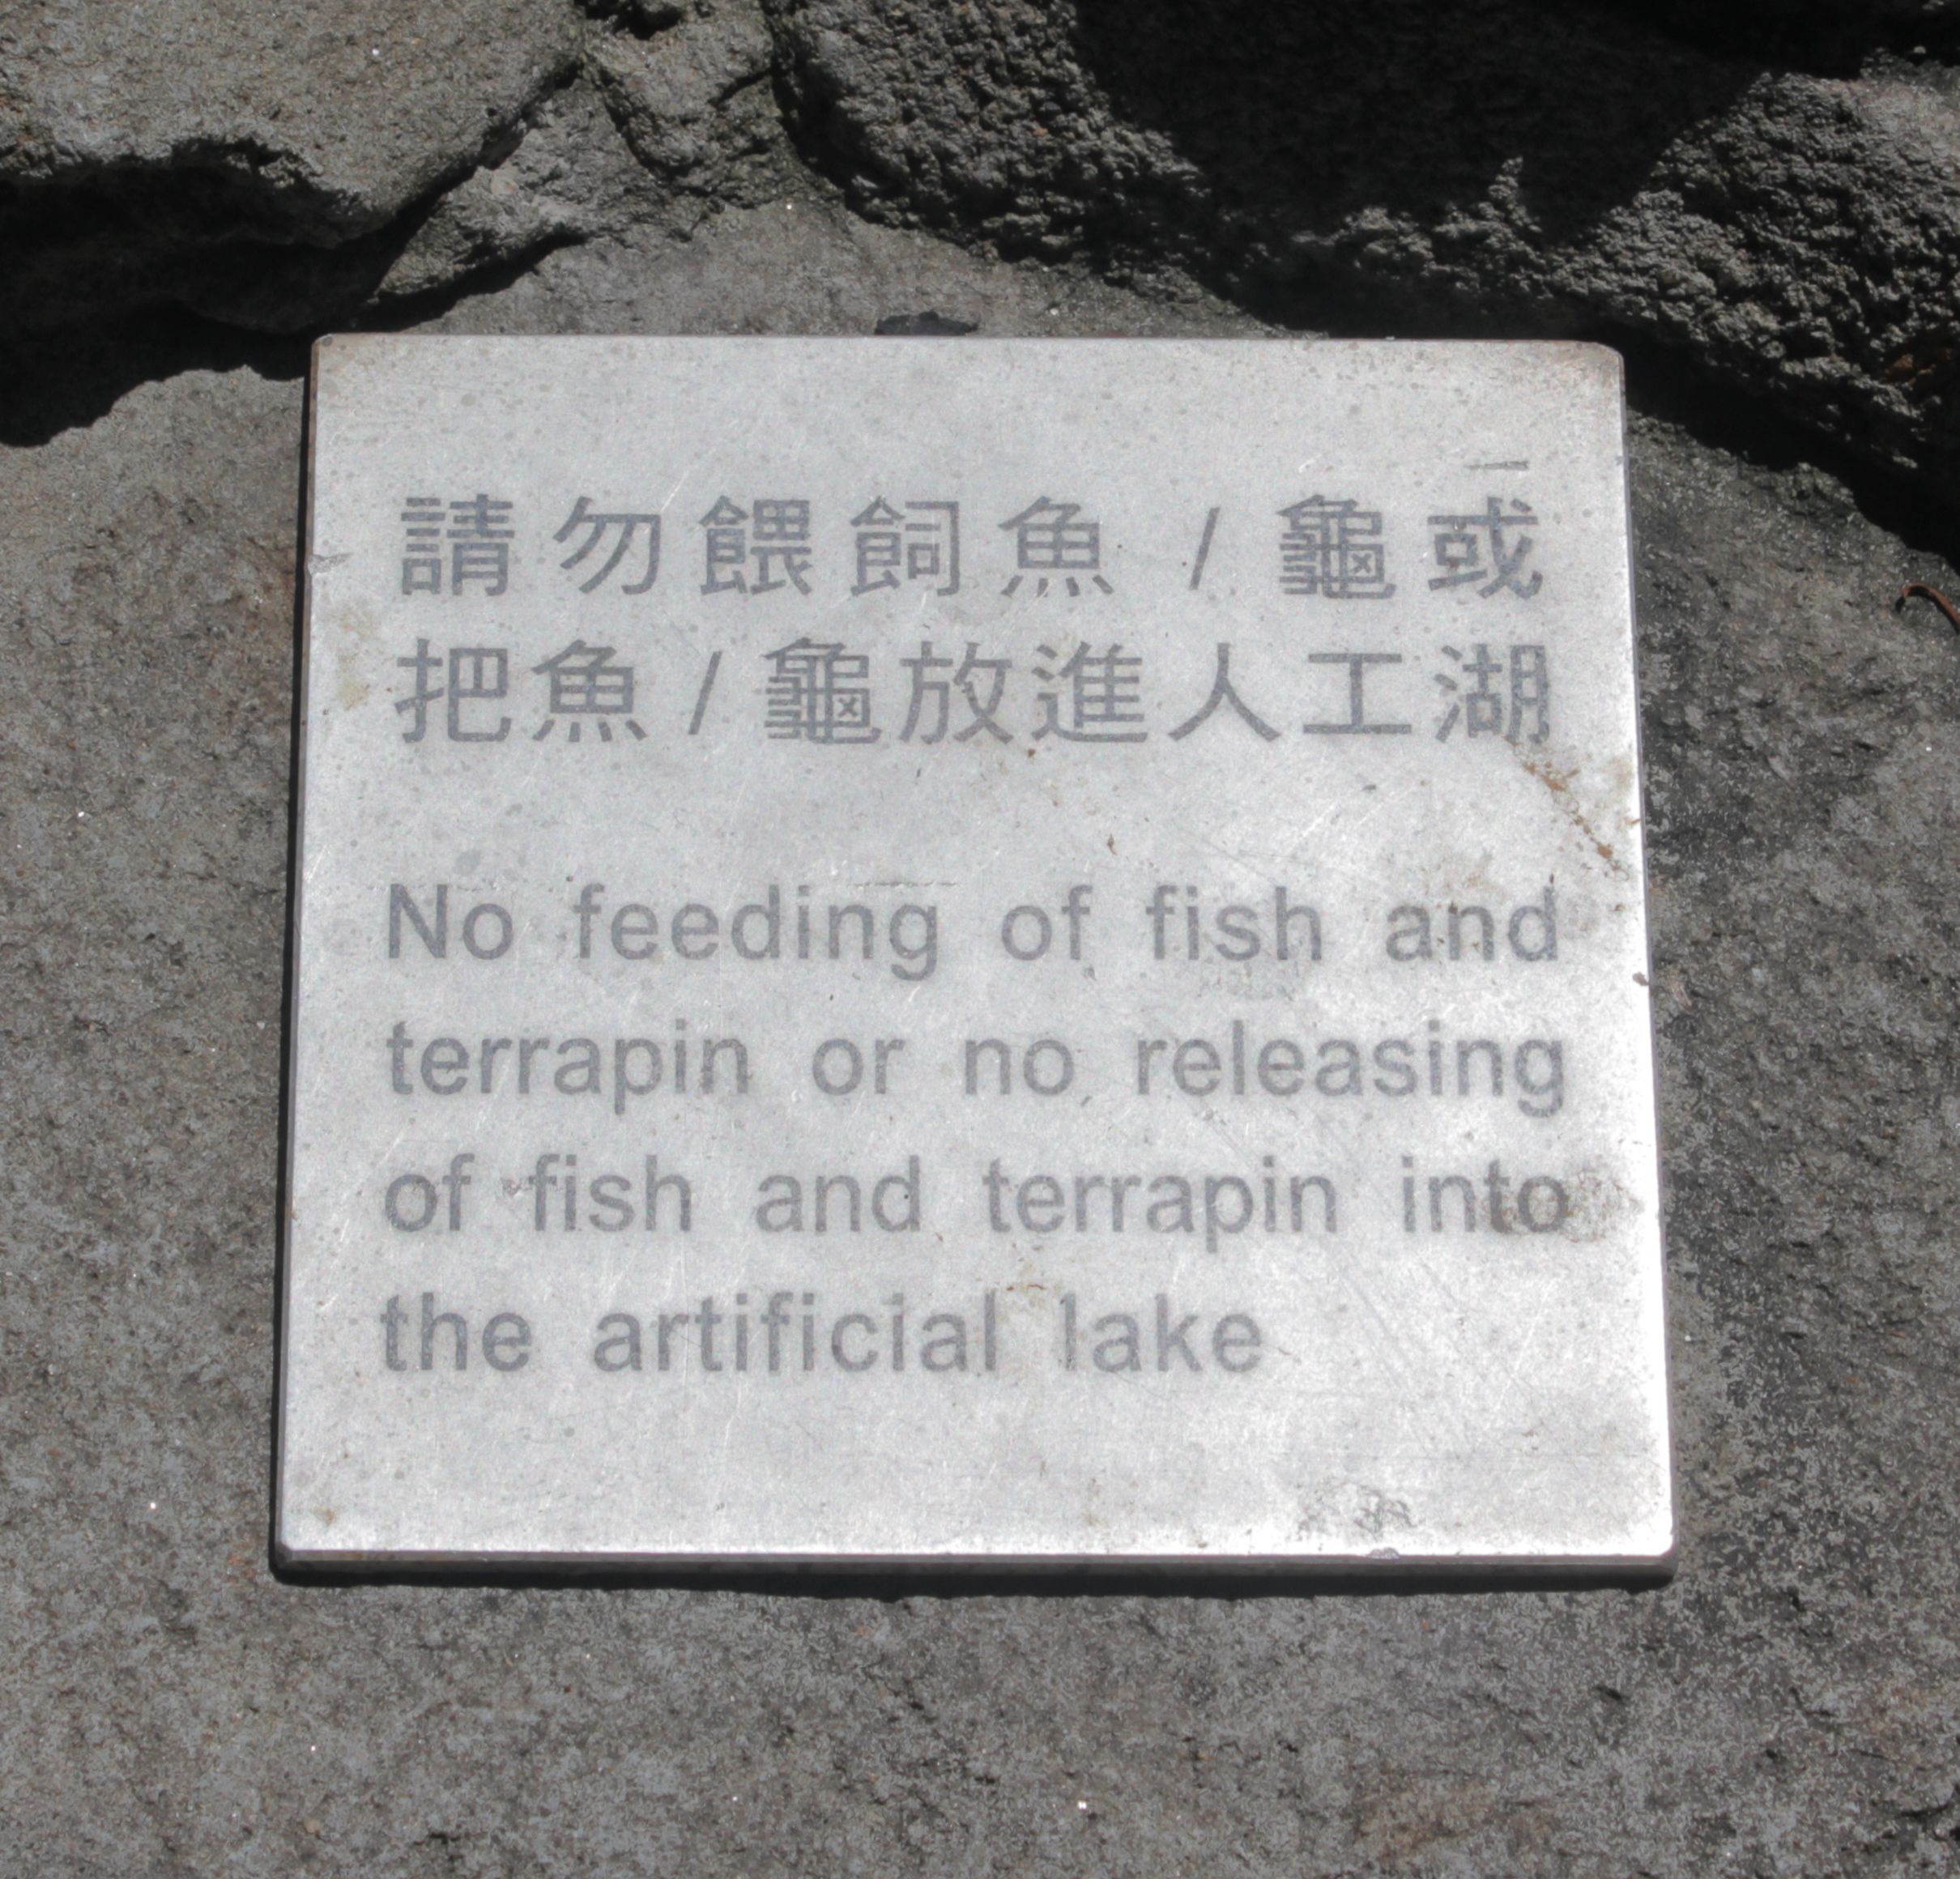 請勿餵飼魚 / 龜或
把魚 / 龜放進人工湖
No feeding of fish and
terrapin or no releasing
of fish and terrapin into
the artificial lake